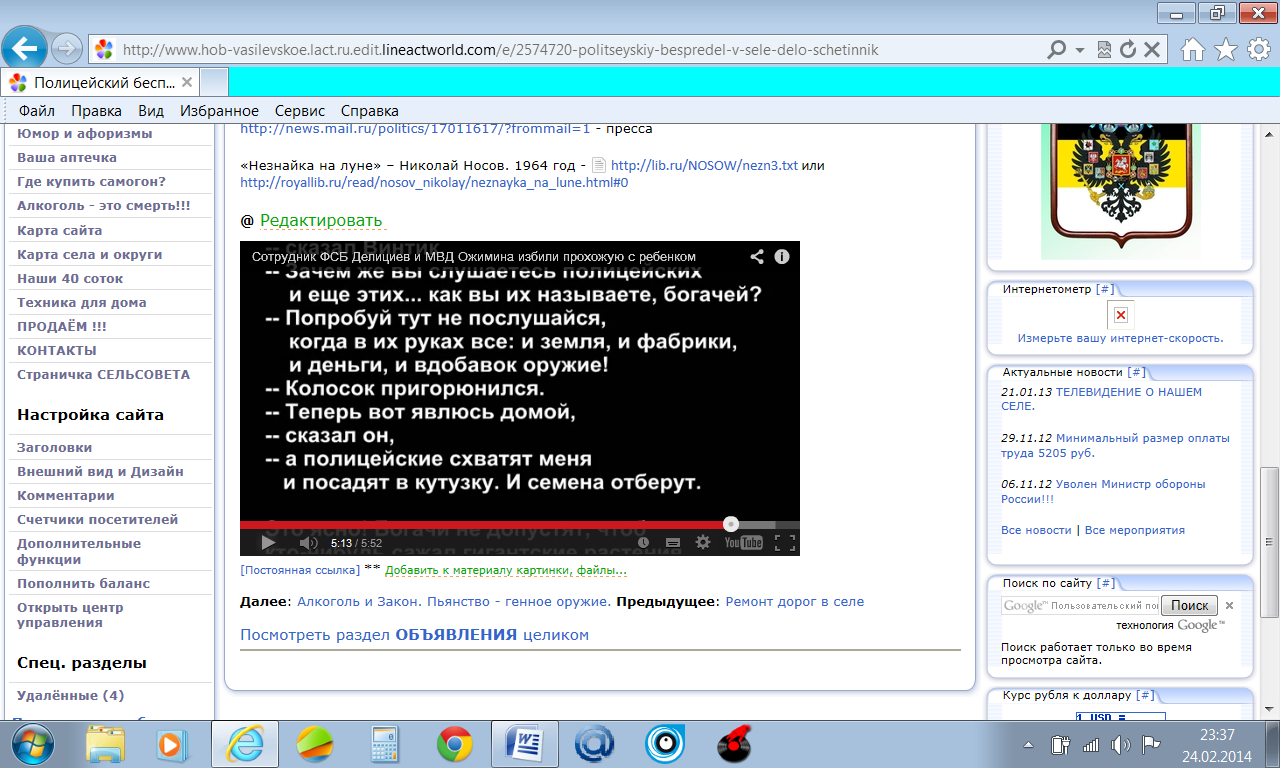 http://www.hob-vasilevskoe.lact.ru.edit.lineactworld.com/e/2574720-politseyskiy-bespredel-v-sele-delo-schetinnik
Полицейский бесп...
Файл Правка Вид Избранное Сервис Справка
Юмор и афоризмы
Ваша аптечка
Где купить самогон?
Алкоголь - это смерть!!!
Карта сайта
Карта села и округи
Наши 40 соток
Техника для дома
ПРОДАЁМ !!!
КОНТАКТЫ
Страничка СЕЛЬСОВЕТА
Настройка сайта
Заголовки
Внешний вид и Дизайн
Комментарии
Счетчики посетителей
Дополнительные
функции
Пополнить баланс
Открыть центр
управления
Спец. разделы
Удалённые (4)
http://news.mail.ru/politics/17011617/?frommail=1 - пресса
«Незнайка на луне» – Николай Носов. 1964 год - http://lib.ru/NOSOW/nezn3.txt или
http://royallib.ru/read/nosov_nikolay/neznayka_na_lune.html#0
@ Редактировать
-- сказал Винтик
Сотрудник ФСБ Делициев и МВД Ожимина избили прохожую с ребенком
-- Зачем же вы слушаетесь полицейских
и еще этих... как вы их называете, богачей?
-- Попробуй тут не послушайся,
когда в их руках все: и земля, и фабрики,
и деньги, и вдобавок оружие!
-- Колосок пригорюнился.
-- Теперь вот явлюсь домой,
-- сказал он,
-- а полицейские схватят меня
и посадят в кутузку. И семена отберут.
5:13 / 5:52
YouTube
[Постоянная ссылка] ** Добавить к материалу картинки, файлы...
Далее: Алкоголь и Закон. Пьянство - генное оружие. Предыдущее: Ремонт дорог в селе
Посмотреть раздел ОБЪЯВЛЕНИЯ целиком
Интернетометр [#]
Измерьте вашу интернет-скорость.
Актуальные новости [#]
21.01.13 ТЕЛЕВИДЕНИЕ О НАШЕМ
СЕЛЕ.
29.11.12 Минимальный размер оплаты
труда 5205 руб.
06.11.12 Уволен Министр обороны
России!!!
Все новости | Все мероприятия
Поиск по сайту [#]
Google™ Пользовательский по Поиск
технология Google™
Поиск работает только во время
просмотра сайта.
Курс рубля к доллару [#]
1 USD =
23:37
24.02.2014